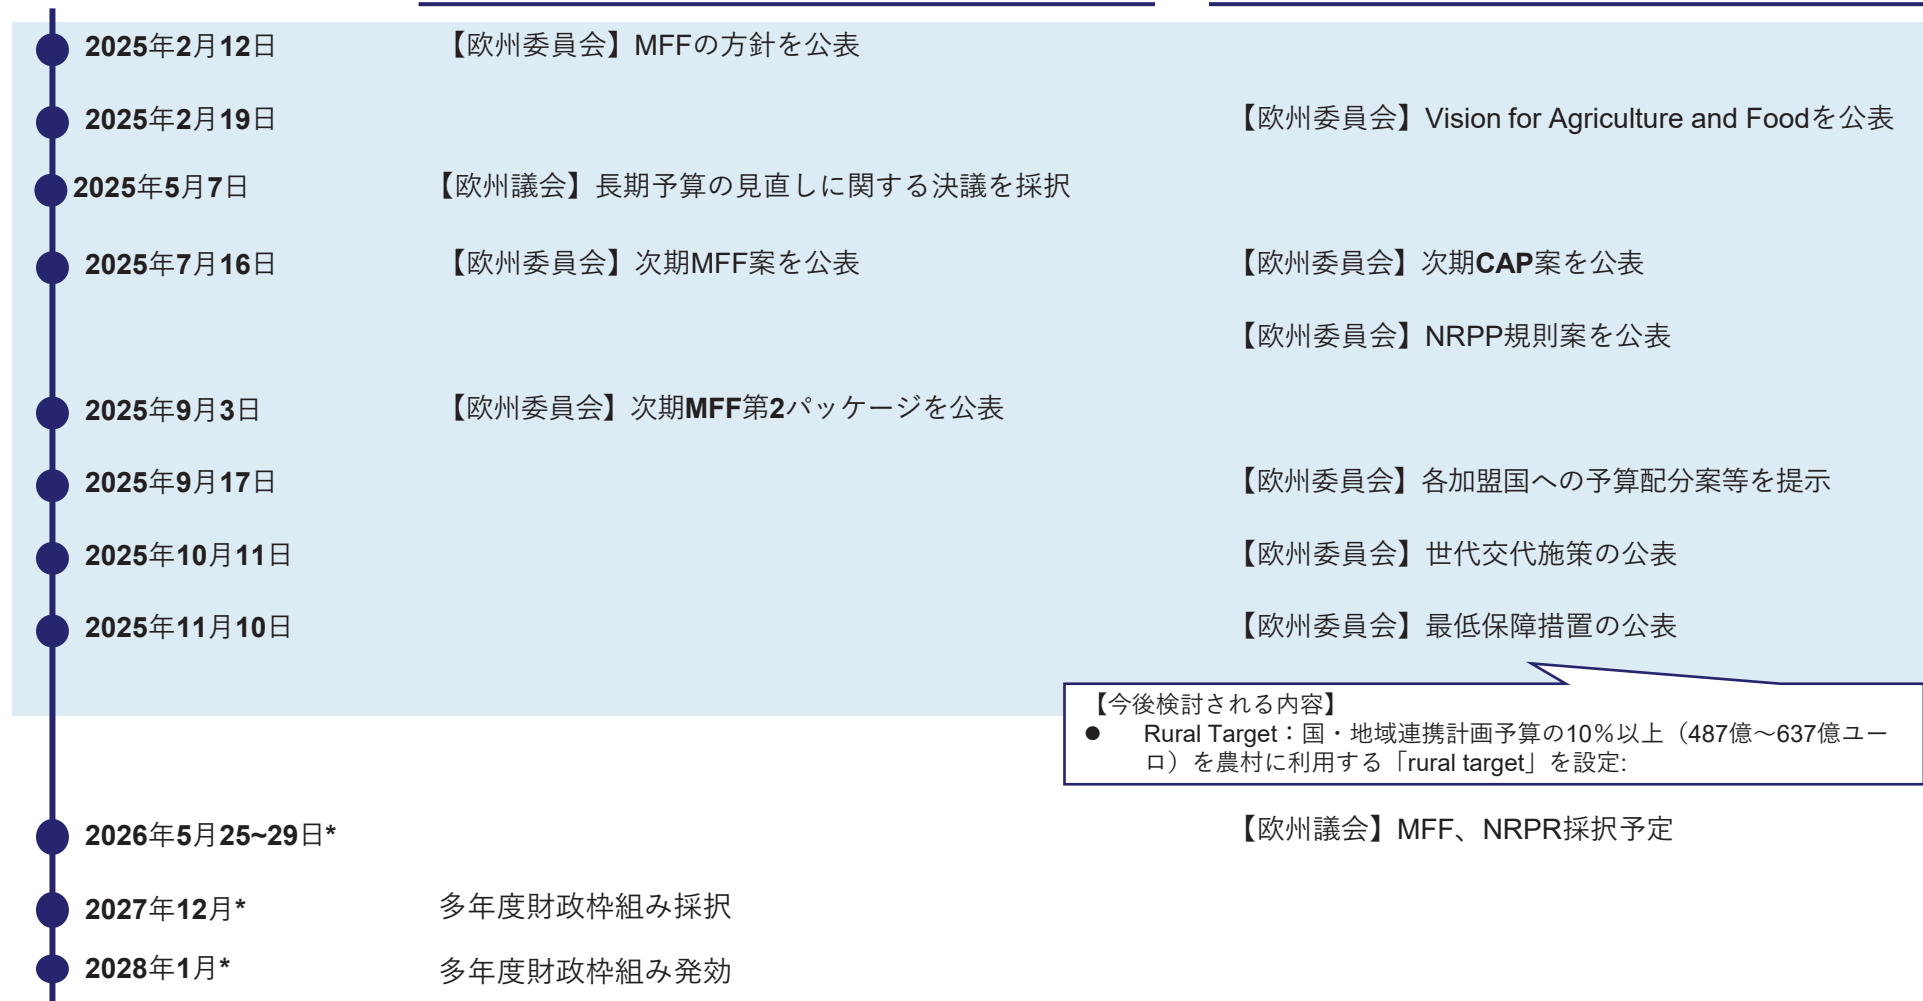 2025年2月12日
【欧州委員会】MFFの方針を公表
2025年2月19日
【欧州委員会】Vision for Agriculture and Foodを公表
2025年5月7日
【欧州議会】長期予算の見直しに関する決議を採択
2025年7月16日
【欧州委員会】次期MFF案を公表
【欧州委員会】次期CAP案を公表
【欧州委員会】NRPP規則案を公表
2025年9月3日
【欧州委員会】次期MFF第2パッケージを公表
2025年9月17日
【欧州委員会】各加盟国への予算配分案等を提示
2025年10月11日
【欧州委員会】世代交代施策の公表
2025年11月10日
【欧州委員会】最低保障措置の公表
【今後検討される内容】
● Rural Target：国・地域連携計画予算の10％以上（487億～637億ユー
ロ）を農村に利用する「rural target」を設定:
2026年5月25~29日*
【欧州議会】MFF、NRPR採択予定
2027年12月*
多年度財政枠組み採択
2028年1月*
多年度財政枠組み発効